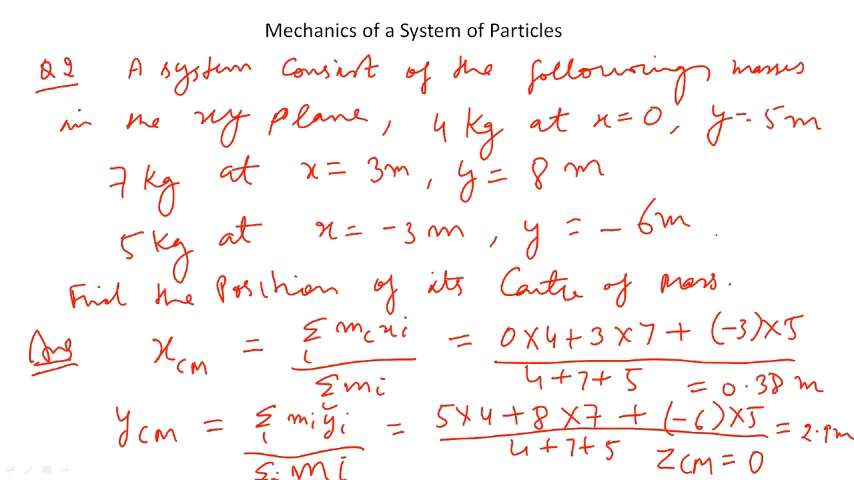 Mechanics of a System of Particles
Q2 A system consist of the following masses
in the xy plane, 4 kg at x = 0, y = 5m
7 kg at x = 3m, y = 8 m
5 kg at x = -3 m, y = - 6m.
Find the Position of its Centre of mass.
Ans x_cm = Σ_i m_i x_i / Σ m_i = 0×4 + 3×7 + (-3)×5 / 4+7+5 = 0.38 m
y_cm = Σ_i m_i y_i / Σ_i m_i = 5×4 + 8×7 + (-6)×5 / 4+7+5 = 2.9m
Z_CM = 0